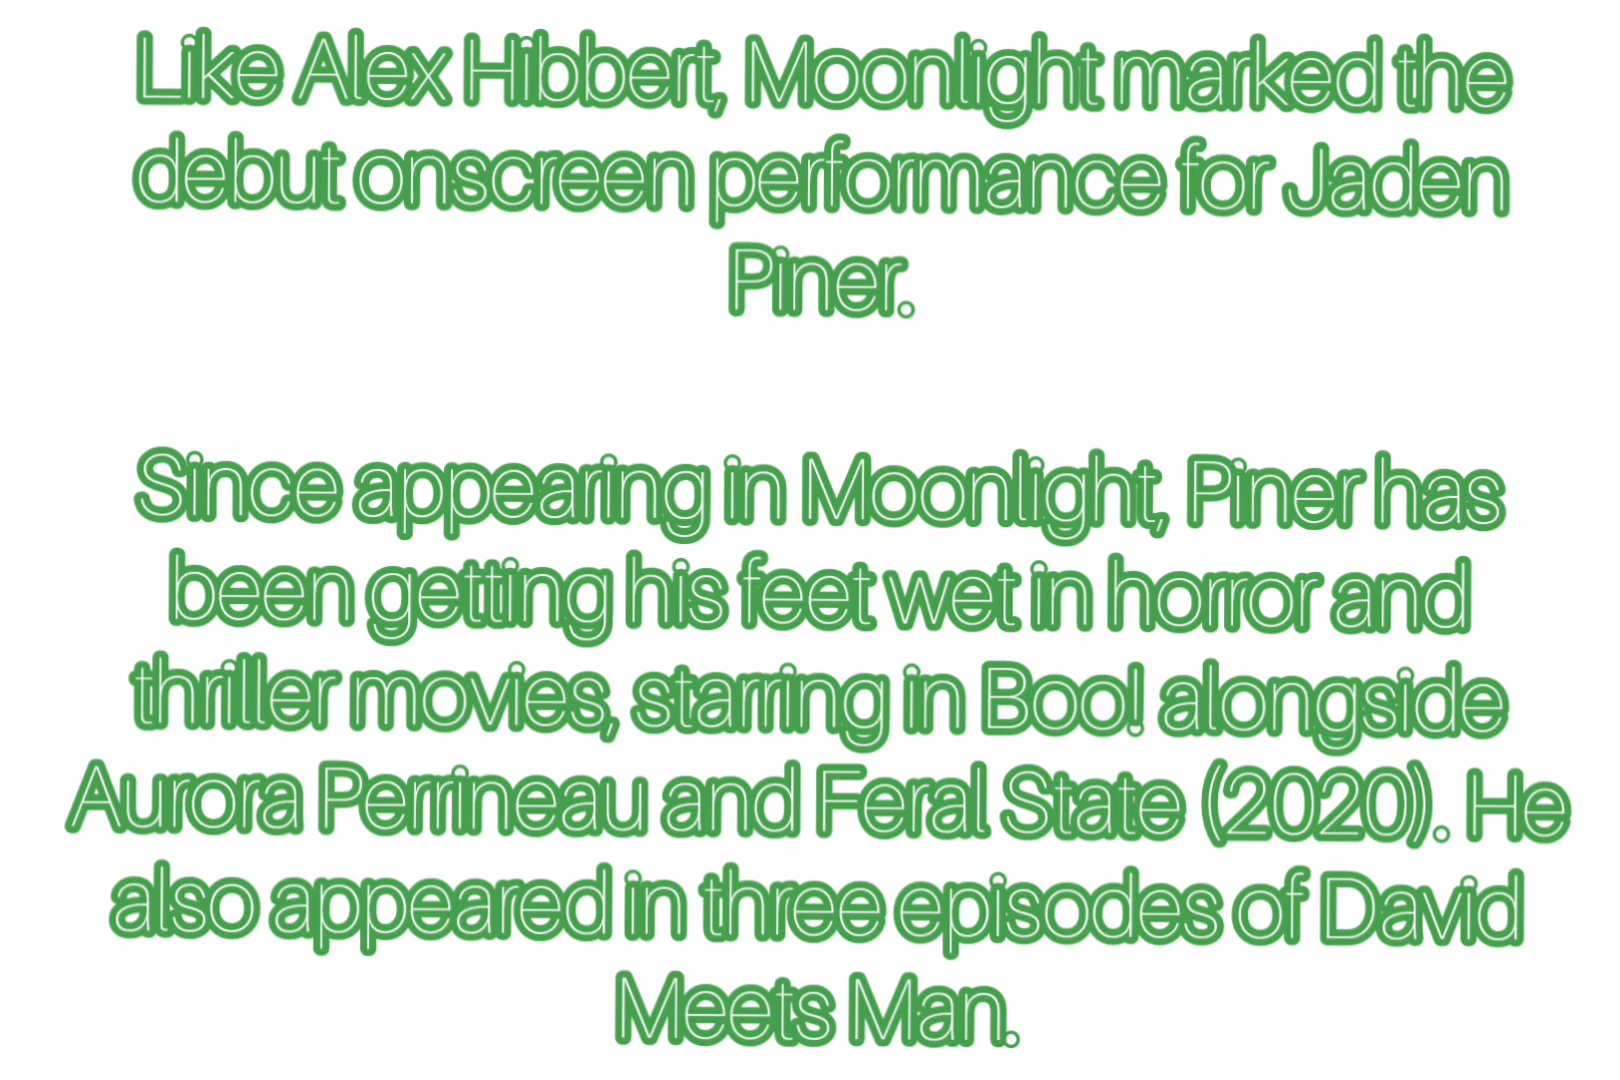 Like Alex Hibbert, Moonlight marked the
debut onscreen performance for Jaden
Piner.
Since appearing in Moonlight, Piner has
been getting his feet wet in horror and
thriller movies, starring in Boo! alongside
Aurora Perrineau and Feral State (2020). He
also appeared in three episodes of David
Meets Man.